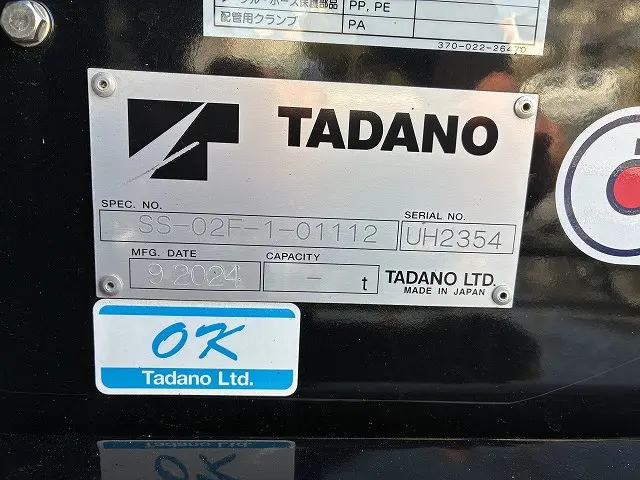 PP, PE
配管用クランプ PA
370-022-26470
TADANO
SPEC. NO.
SS-02F-1-01112
SERIAL NO.
UH2354
MFG. DATE
9.2024
CAPACITY
- t
TADANO LTD.
MADE IN JAPAN
OK
Tadano Ltd.